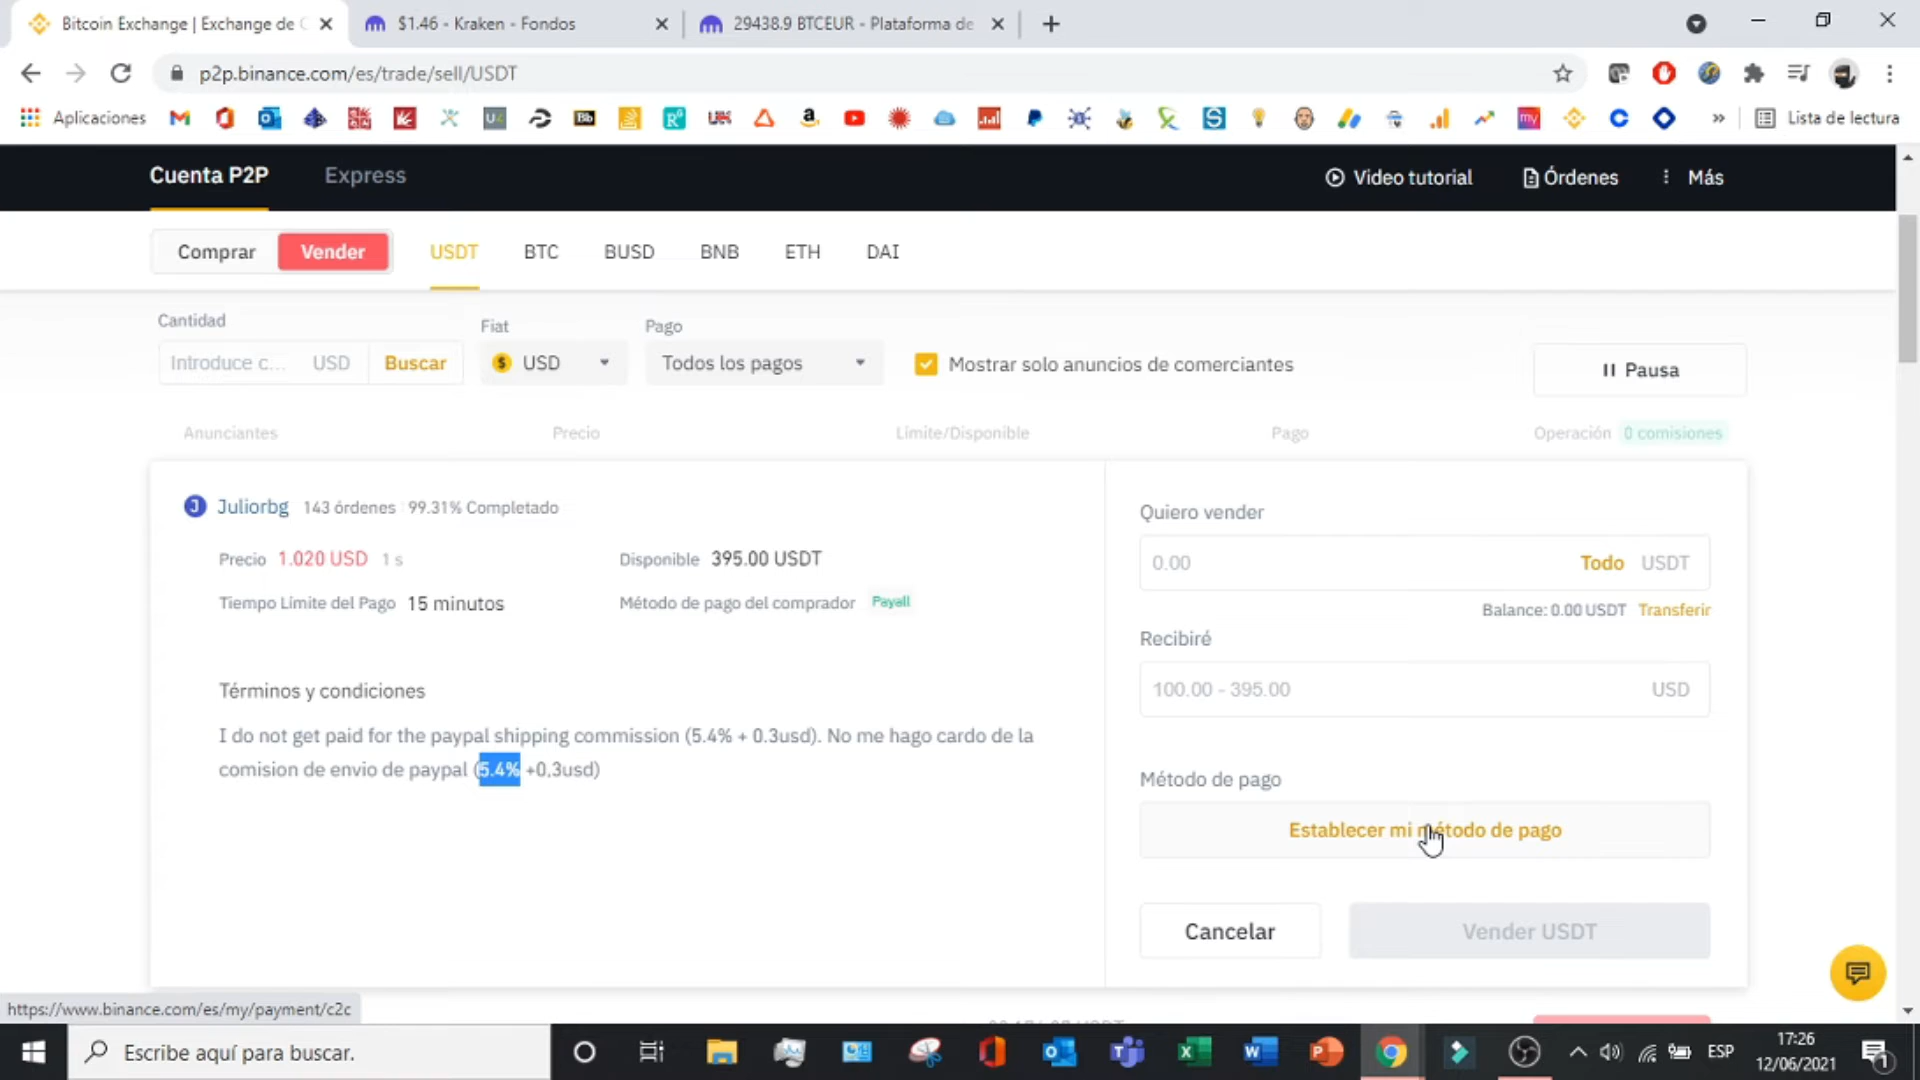 Bitcoin Exchange | Exchange de C
$1.46 - Kraken - Fondos
29438.9 BTCEUR - Plataforma de
p2p.binance.com/es/trade/sell/USDT
Aplicaciones
Bb
a
my
Lista de lectura
Cuenta P2P
Express
Video tutorial
Órdenes
Más
Comprar
Vender
USDT
BTC
BUSD
BNB
ETH
DAI
Cantidad
Fiat
Pago
Introduce c...
USD
Buscar
USD
Todos los pagos
Mostrar solo anuncios de comerciantes
Pausa
Anunciantes
Precio
Límite/Disponible
Pago
Operación
0 comisiones
J
Juliorbg
143 órdenes
99.31% Completado
Precio 1.020 USD 1 s
Disponible 395.00 USDT
Tiempo Límite del Pago 15 minutos
Método de pago del comprador Payall
Términos y condiciones
I do not get paid for the paypal shipping commission (5.4% + 0.3usd). No me hago cardo de la
comision de envio de paypal (5.4% +0,3usd)
Quiero vender
0.00
Todo
USDT
Balance: 0.00 USDT Transferir
Recibiré
100.00 - 395.00
USD
Método de pago
Establecer mi método de pago
Cancelar
Vender USDT
https://www.binance.com/es/my/payment/c2c
Escribe aquí para buscar.
ESP
17:26
12/06/2021
1